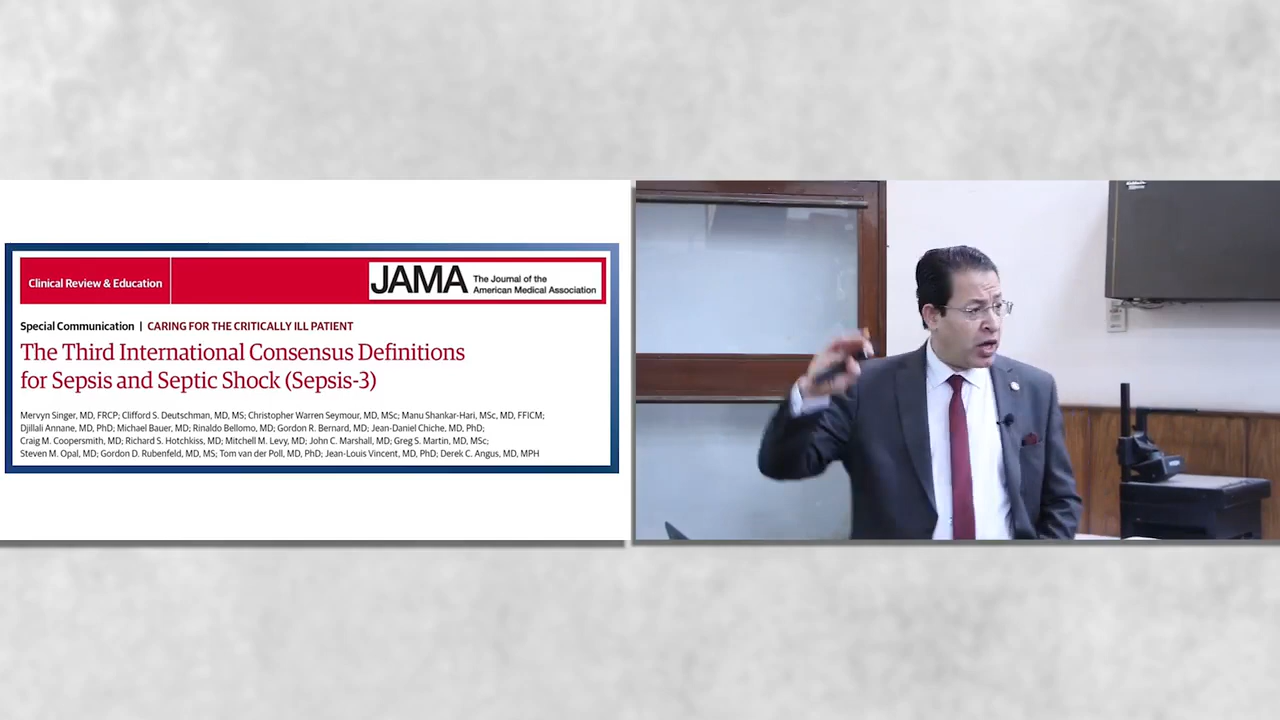 Clinical Review & Education
JAMA
The Journal of the
American Medical Association
Special Communication | CARING FOR THE CRITICALLY ILL PATIENT
The Third International Consensus Definitions
for Sepsis and Septic Shock (Sepsis-3)
Mervyn Singer, MD, FRCP; Clifford S. Deutschman, MD, MS; Christopher Warren Seymour, MD, MSc; Manu Shankar-Hari, MSc, MD, FFICM;
Djillali Annane, MD, PhD; Michael Bauer, MD; Rinaldo Bellomo, MD; Gordon R. Bernard, MD; Jean-Daniel Chiche, MD, PhD;
Craig M. Coopersmith, MD; Richard S. Hotchkiss, MD; Mitchell M. Levy, MD; John C. Marshall, MD; Greg S. Martin, MD, MSc;
Steven M. Opal, MD; Gordon D. Rubenfeld, MD, MS; Tom van der Poll, MD, PhD; Jean-Louis Vincent, MD, PhD; Derek C. Angus, MD, MPH